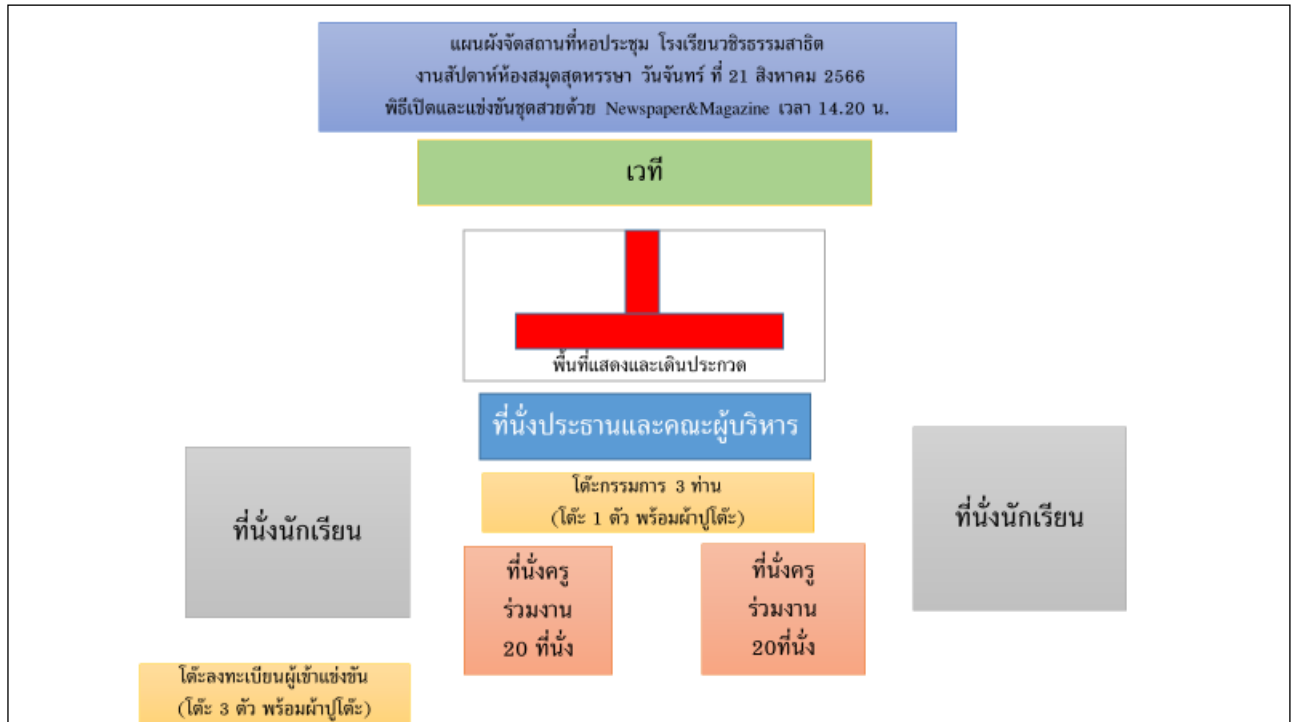 แผนผังจัดสถานที่หอประชุม โรงเรียนวชิรธรรมสาธิต
งานสัปดาห์ห้องสมุดสุดหรรษา วันจันทร์ ที่ 21 สิงหาคม 2566
พิธีเปิดและแข่งขันชุดสวยด้วย Newspaper&Magazine เวลา 14.20 น.
เวที
พื้นที่แสดงและเดินประกวด
ที่นั่งประธานและคณะผู้บริหาร
โต๊ะกรรมการ 3 ท่าน
(โต๊ะ 1 ตัว พร้อมผ้าปูโต๊ะ)
ที่นั่งนักเรียน
ที่นั่งนักเรียน
ที่นั่งครู
ร่วมงาน
20 ที่นั่ง
ที่นั่งครู
ร่วมงาน
20ที่นั่ง
โต๊ะลงทะเบียนผู้เข้าแข่งขัน
(โต๊ะ 3 ตัว พร้อมผ้าปูโต๊ะ)